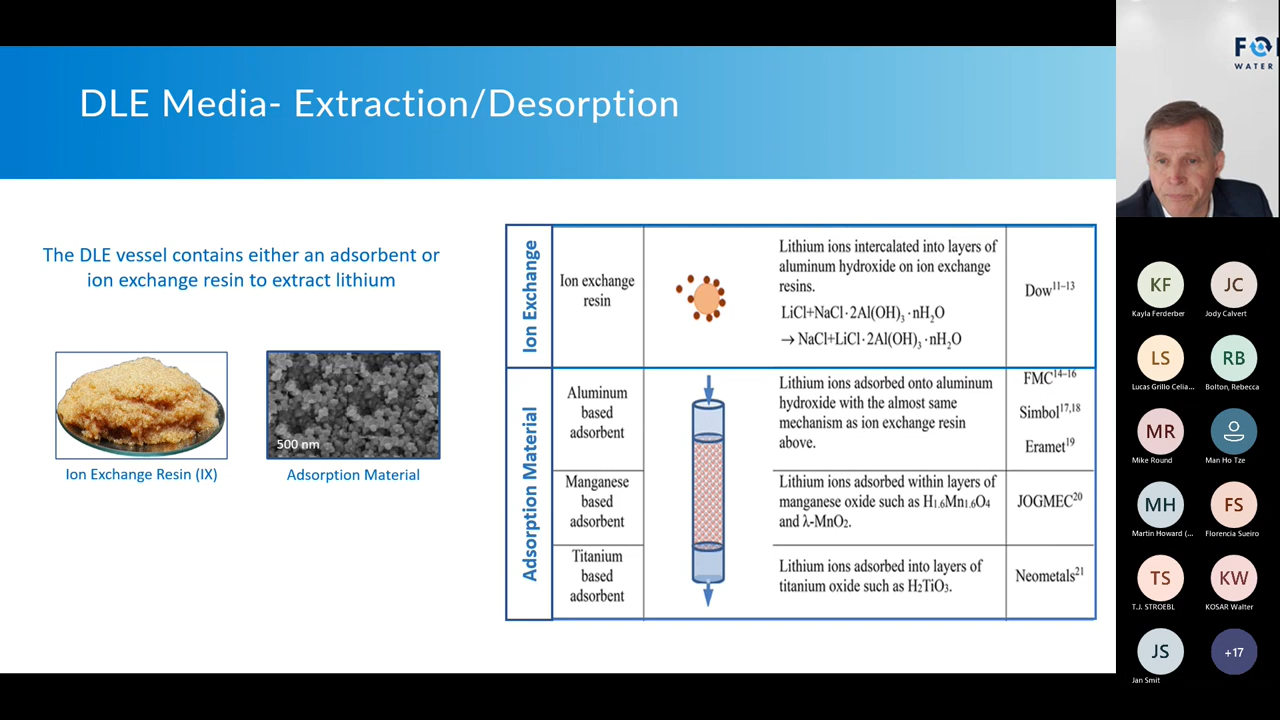 DLE Media- Extraction/Desorption
The DLE vessel contains either an adsorbent or
ion exchange resin to extract lithium
500 nm
Ion Exchange Resin (IX)
Adsorption Material
Ion Exchange
Ion exchange
resin
Lithium ions intercalated into layers of
aluminum hydroxide on ion exchange
resins.
LiCl+NaCl·2Al(OH)₃·nH₂O
→ NaCl+LiCl·2Al(OH)₃·nH₂O
Dow¹¹⁻¹³
Adsorption Material
Aluminum
based
adsorbent
Lithium ions adsorbed onto aluminum
hydroxide with the almost same
mechanism as ion exchange resin
above.
FMC¹⁴⁻¹⁶
Simbol¹⁷,¹⁸
Eramet¹⁹
Manganese
based
adsorbent
Lithium ions adsorbed within layers of
manganese oxide such as H₁.₆Mn₁.₆O₄
and λ-MnO₂.
JOGMEC²⁰
Titanium
based
adsorbent
Lithium ions adsorbed into layers of
titanium oxide such as H₂TiO₃.
Neometals²¹
WATER
KF
Kayla Ferderber
JC
Jody Calvert
LS
Lucas Grillo Celia...
RB
Bolton, Rebecca
MR
Mike Round
Man Ho Tze
MH
Martin Howard (...
FS
Florencia Sueiro
TS
T.J. STROEBL
KW
KOSAR Walter
JS
Jan Smit
+17